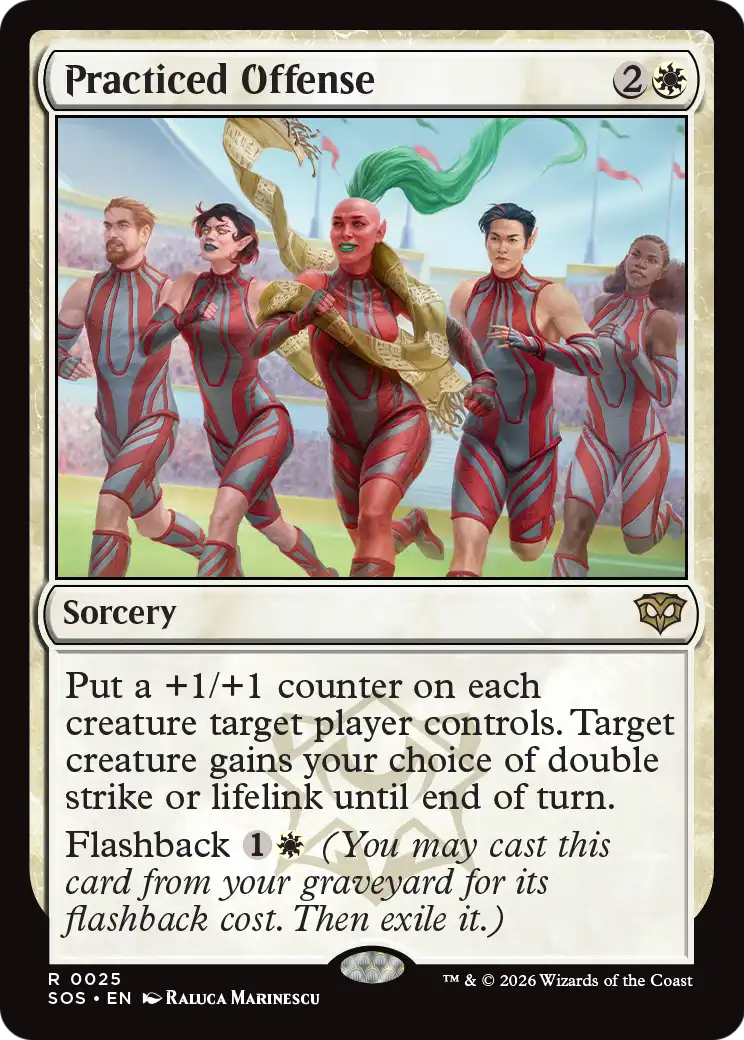 Practiced Offense 2
Sorcery
Put a +1/+1 counter on each
creature target player controls. Target
creature gains your choice of double
strike or lifelink until end of turn.
Flashback 1 (You may cast this
card from your graveyard for its
flashback cost. Then exile it.)
R 0025
SOS • EN Raluca Marinescu
™ & © 2026 Wizards of the Coast